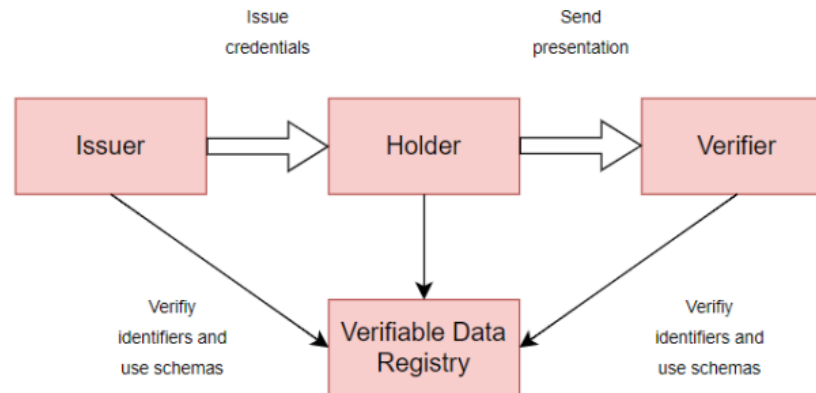 Issue
credentials
Send
presentation
Issuer
Holder
Verifier
Verifiy
identifiers and
use schemas
Verifiable Data
Registry
Verifiy
identifiers and
use schemas